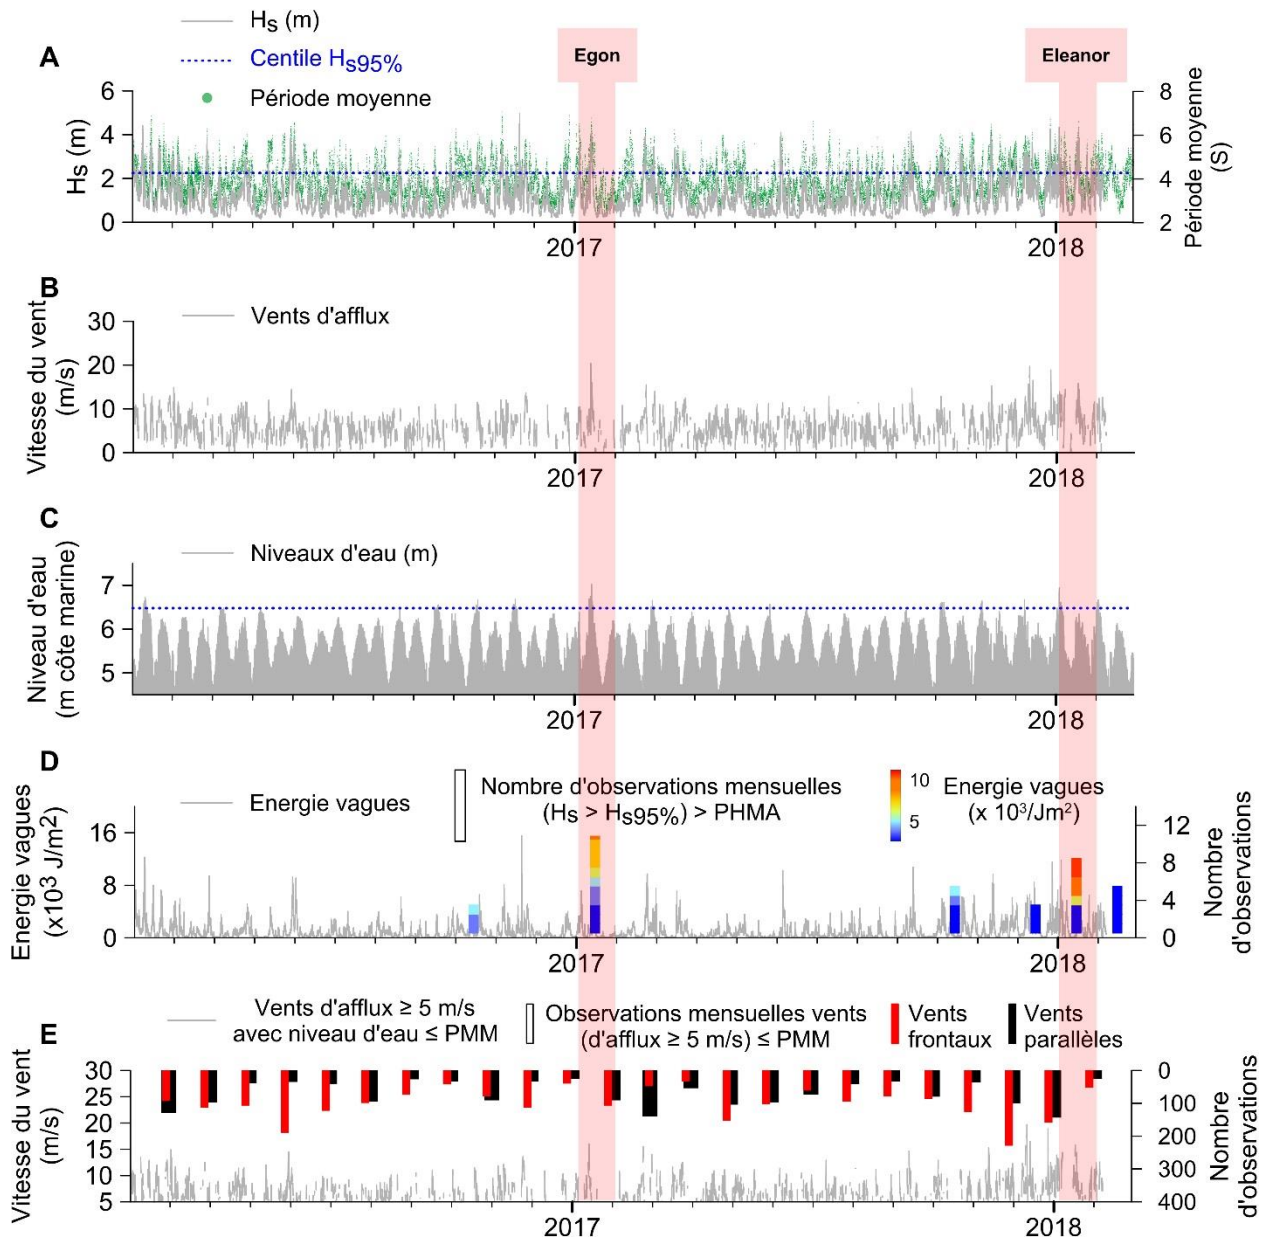 Hs (m)
Centile Hs95%
Période moyenne
A
Egon
Eleanor
6
4
2
0
Hs (m)
8
6
4
2
Période moyenne
(S)
2017
2018
B
Vents d'afflux
30
20
10
0
Vitesse du vent
(m/s)
2017
2018
C
Niveaux d'eau (m)
7
6
5
Niveau d'eau
(m côte marine)
2017
2018
D
Energie vagues
Nombre d'observations mensuelles
(Hs > Hs95%) > PHMA
10
5
Energie vagues
(x 10³/Jm²)
16
8
0
Energie vagues
(x10³ J/m²)
12
8
4
0
Nombre
d'observations
2017
2018
E
Vents d'afflux ≥ 5 m/s
avec niveau d'eau ≤ PMM
Observations mensuelles vents
(d'afflux ≥ 5 m/s) ≤ PMM
Vents
frontaux
Vents
parallèles
30
25
20
15
10
5
Vitesse du vent
(m/s)
0
100
200
300
400
Nombre
d'observations
2017
2018